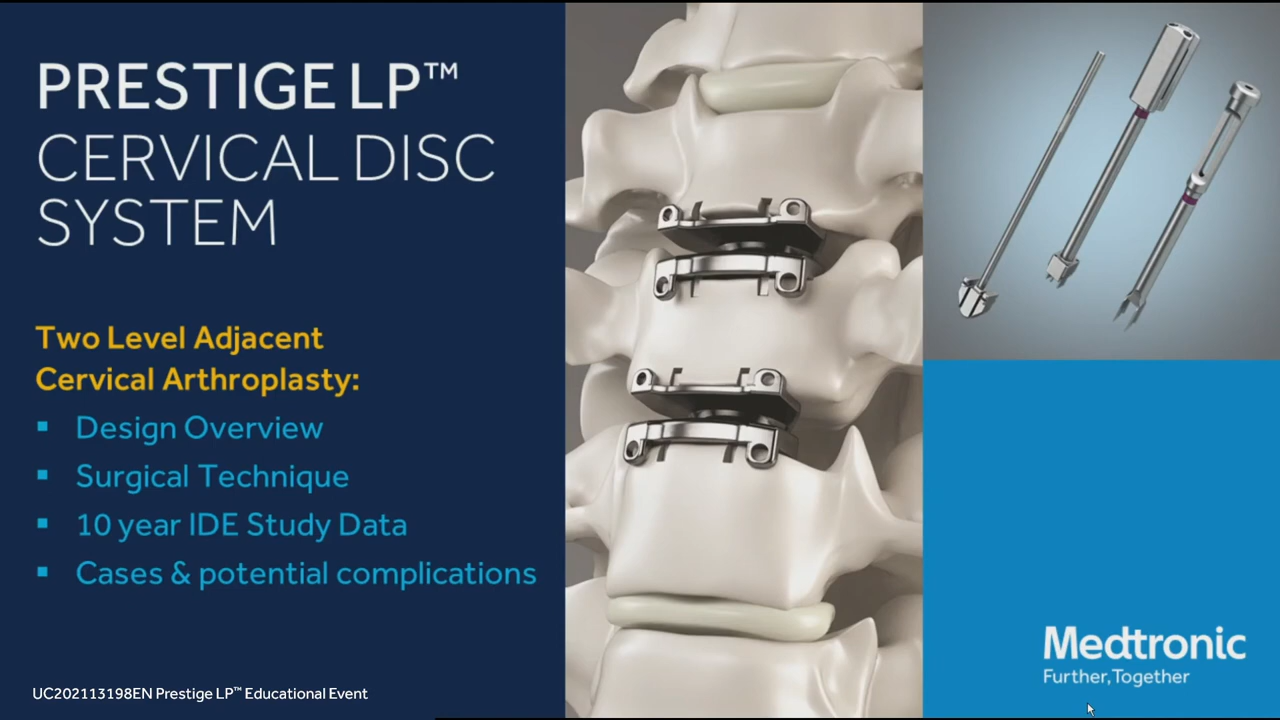 PRESTIGE LP™
CERVICAL DISC
SYSTEM
Two Level Adjacent
Cervical Arthroplasty:
▪ Design Overview
▪ Surgical Technique
▪ 10 year IDE Study Data
▪ Cases & potential complications
UC202113198EN Prestige LP™ Educational Event
Medtronic
Further, Together